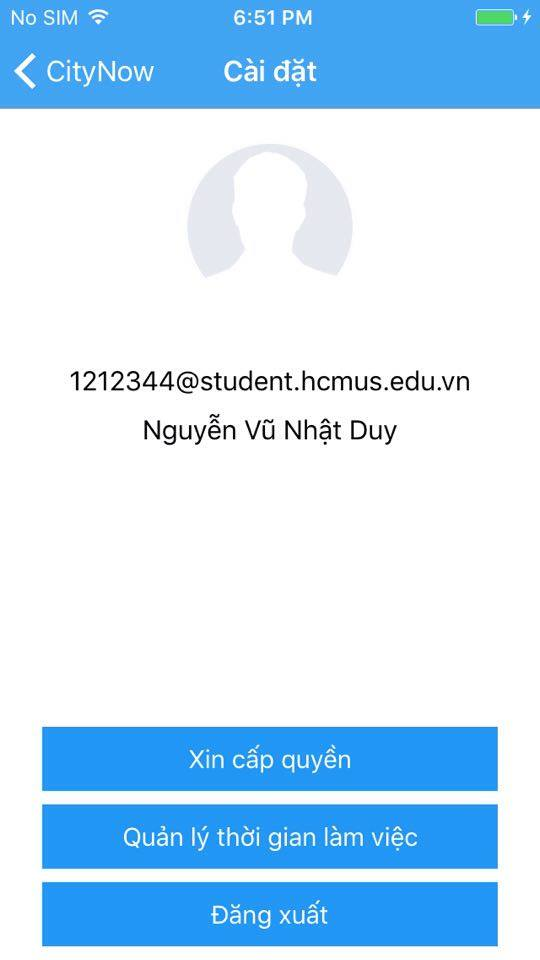 No SIM 6:51 PM
CityNow Cài đặt
1212344@student.hcmus.edu.vn
Nguyễn Vũ Nhật Duy
Xin cấp quyền
Quản lý thời gian làm việc
Đăng xuất